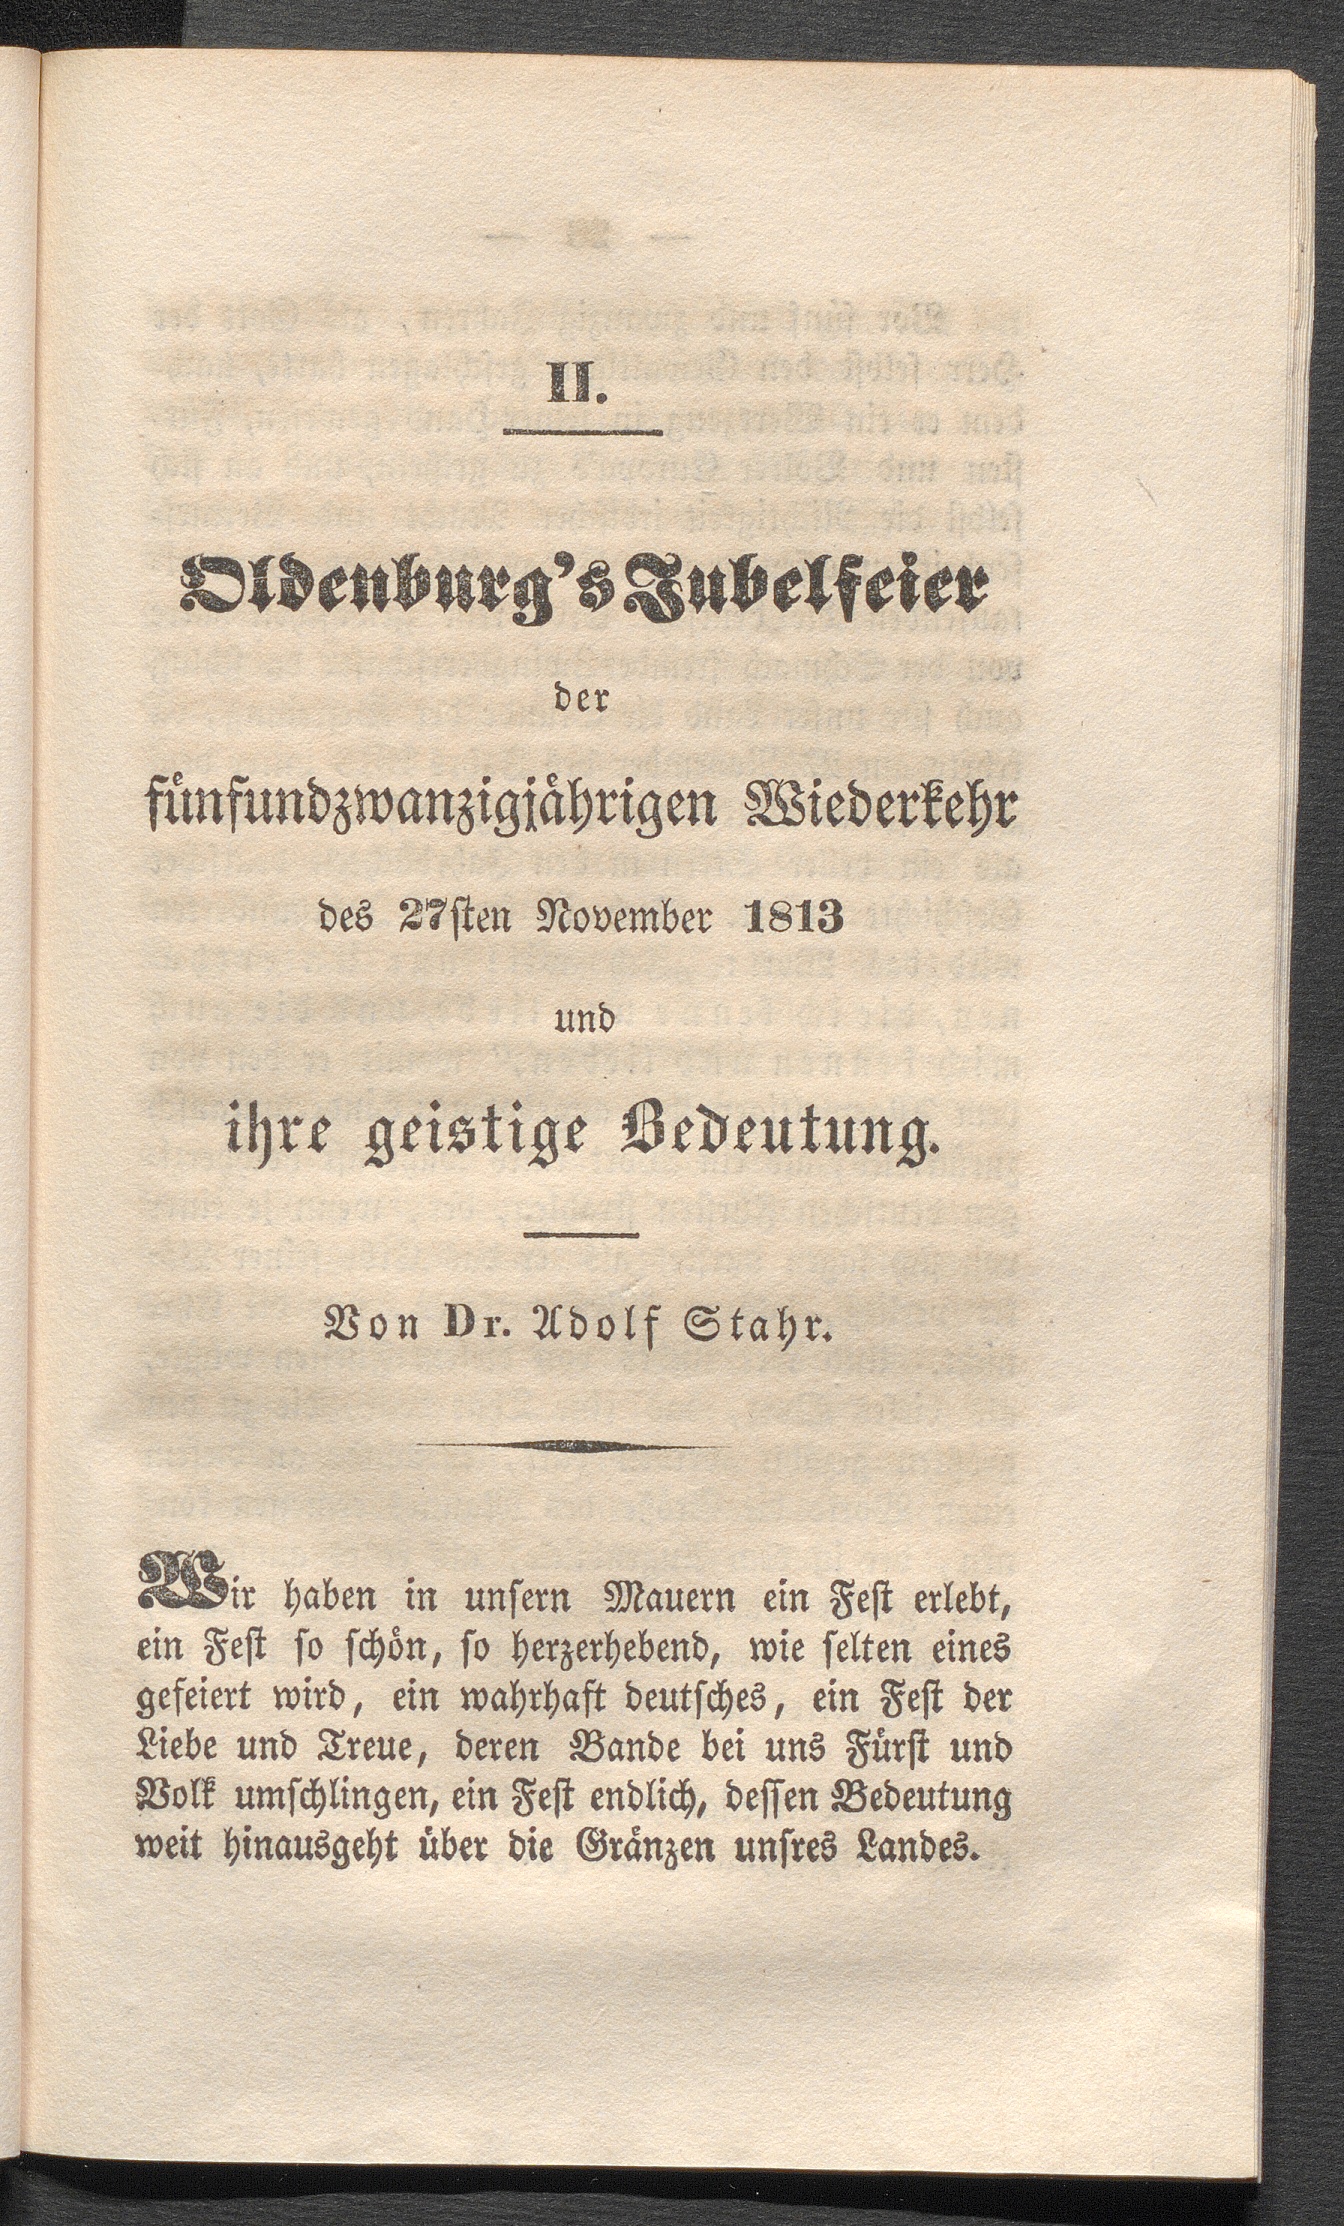 II.
Oldenburg's Jubelfeier
der
fünfundzwanzigjährigen Wiederkehr
des 27sten November 1813
und
ihre geistige Bedeutung.
Von Dr. Adolf Stahr.
Wir haben in unsern Mauern ein Fest erlebt,
ein Fest so schön, so herzerhebend, wie selten eines
gefeiert wird, ein wahrhaft deutsches, ein Fest der
Liebe und Treue, deren Bande bei uns Fürst und
Volk umschlingen, ein Fest endlich, dessen Bedeutung
weit hinausgeht über die Gränzen unsres Landes.